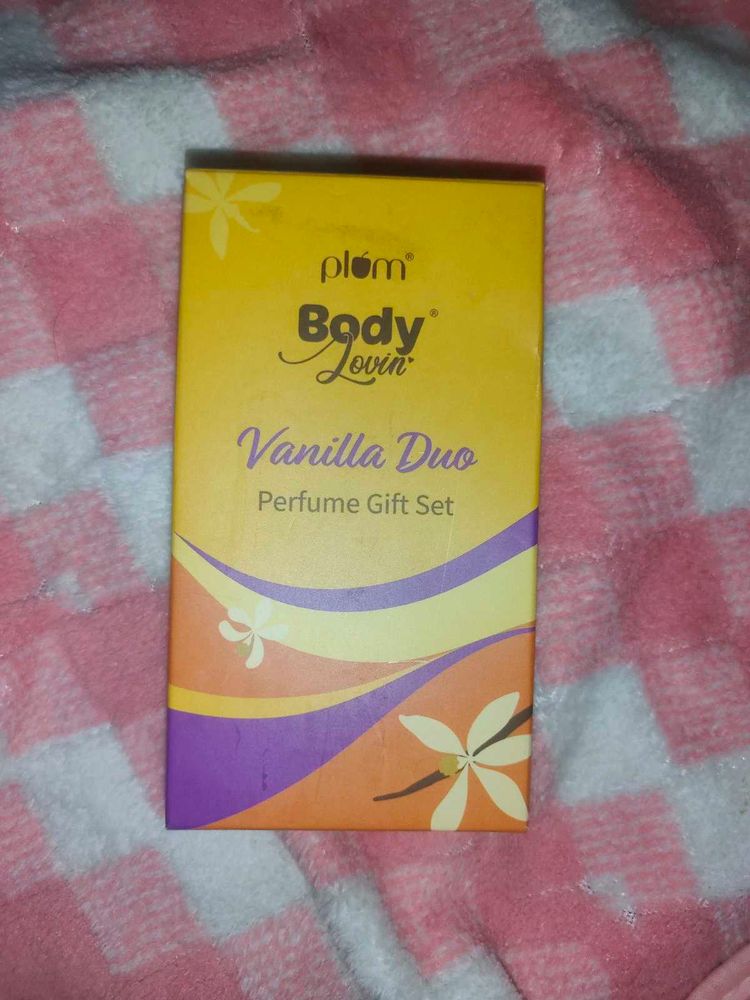 plum®
Body®
Lovin'
Vanilla Duo
Perfume Gift Set